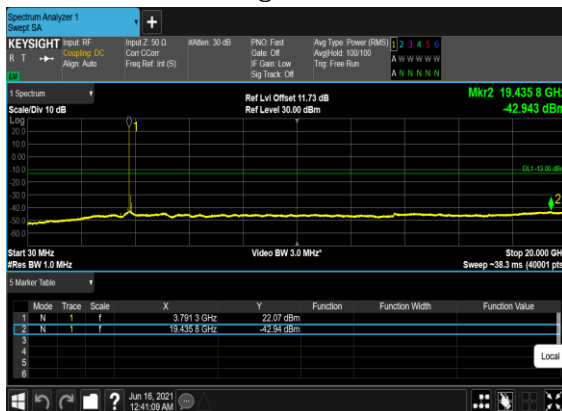 Spectrum Analyzer 1
Swept SA
KEYSIGHT Input: RF Input Z: 50 Ω #Atten: 30 dB PNO: Fast Avg Type: Power (RMS) 1 2 3 4 5 6
R T Coupling: DC Corr CCorr Gate: Off Avg|Hold: 100/100 A W W W W W
Align: Auto Freq Ref: Int (S) IF Gain: Low Trig: Free Run
Sig Track: Off A N N N N N
LU
1 Spectrum Ref Lvl Offset 11.73 dB Mkr2 19.435 8 GHz
Scale/Div 10 dB Ref Level 30.00 dBm -42.943 dBm
Log
20.0
10.0
0.00
-10.0
-20.0
-30.0
-40.0
-50.0
-60.0
1
DL1 -13.00 dBm
2
Start 30 MHz Video BW 3.0 MHz* Stop 20.000 GHz
#Res BW 1.0 MHz Sweep ~38.3 ms (40001 pts)
5 Marker Table
Mode Trace Scale X Y Function Function Width Function Value
1 N 1 f 3.791 3 GHz 22.07 dBm
2 N 1 f 19.435 8 GHz -42.94 dBm
3
4
5
6
Local
? Jun 16, 2021
12:41:09 AM